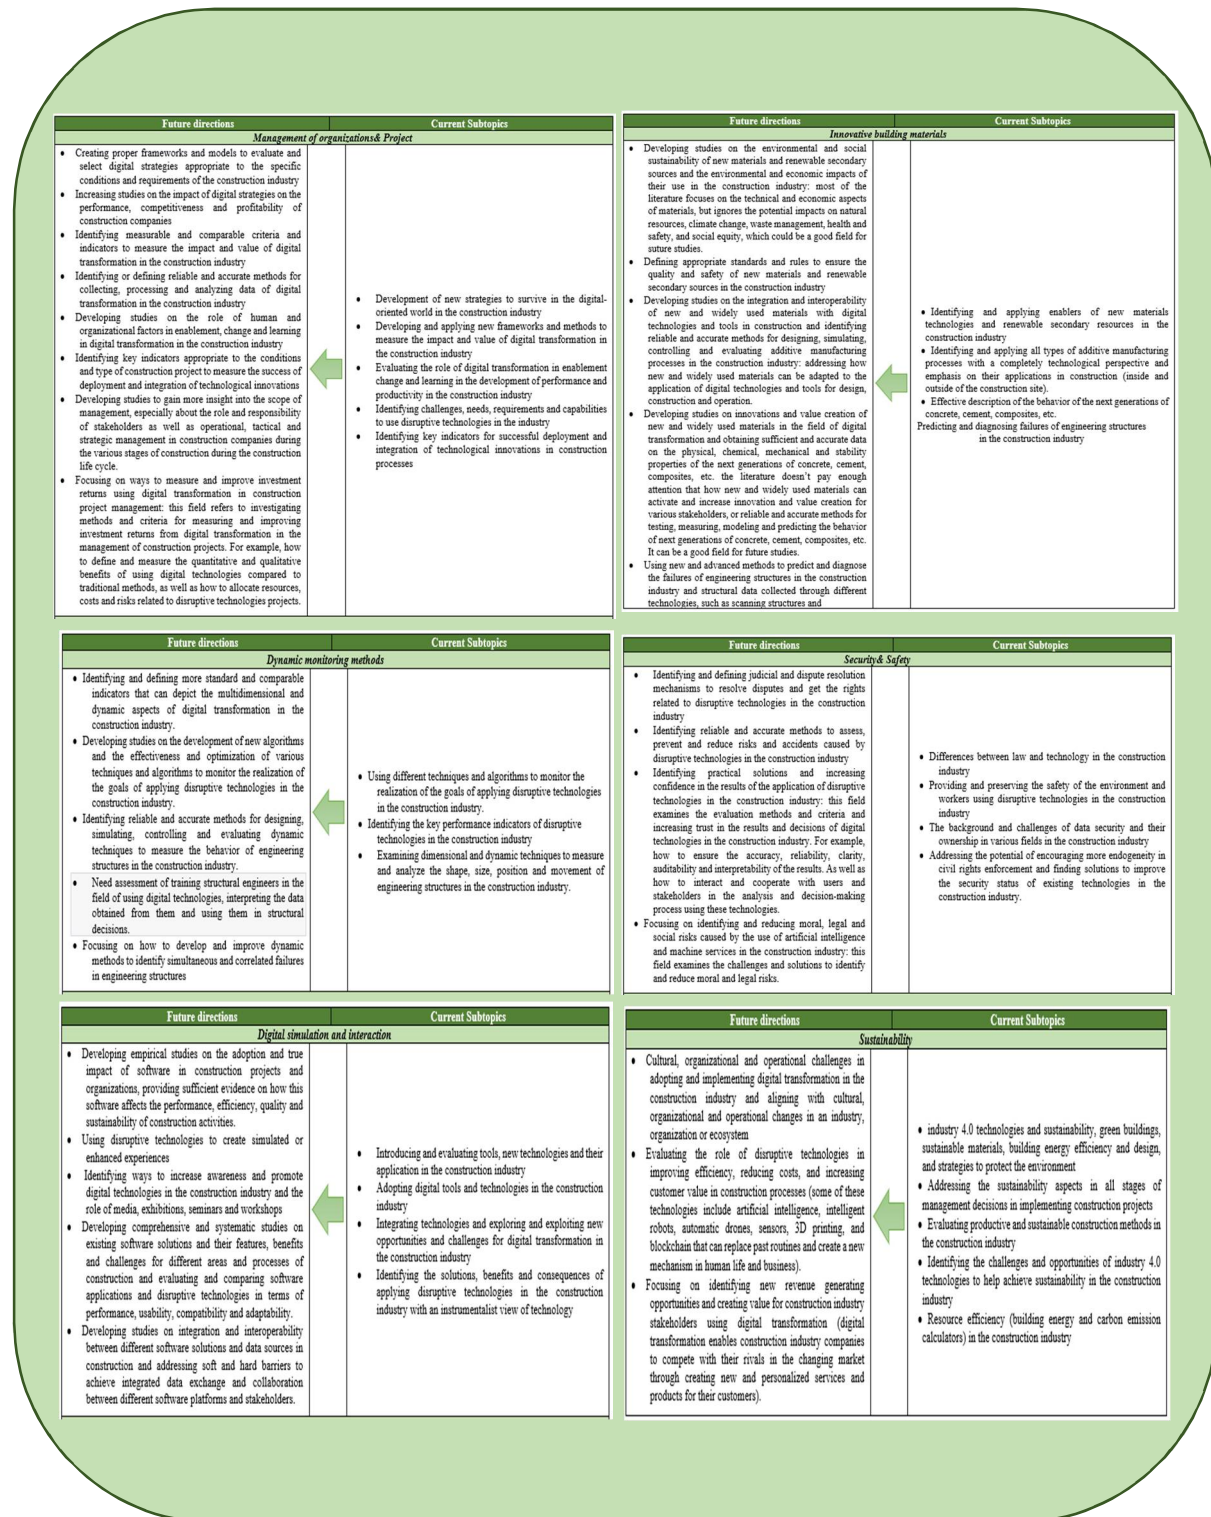 Future directions
Current Subtopics
Management of organizations& Project
• Creating proper frameworks and models to evaluate and
select digital strategies appropriate to the specific
conditions and requirements of the construction industry
• Increasing studies on the impact of digital strategies on the
performance, competitiveness and profitability of
construction companies
• Identifying measurable and comparable criteria and
indicators to measure the impact and value of digital
transformation in the construction industry
• Identifying or defining reliable and accurate methods for
collecting, processing and analyzing data of digital
transformation in the construction industry
• Developing studies on the role of human and
organizational factors in enablement, change and learning
in digital transformation in the construction industry
• Identifying key indicators appropriate to the conditions
and type of construction project to measure the success of
deployment and integration of technological innovations
• Developing studies to gain more insight into the scope of
management, especially about the role and responsibility
of stakeholders as well as operational, tactical and
strategic management in construction companies during
the various stages of construction during the construction
life cycle.
• Focusing on ways to measure and improve investment
returns using digital transformation in construction
project management: this field refers to investigating
methods and criteria for measuring and improving
investment returns from digital transformation in the
management of construction projects. For example, how
to define and measure the quantitative and qualitative
benefits of using digital technologies compared to
traditional methods, as well as how to allocate resources,
costs and risks related to disruptive technologies projects.
• Development of new strategies to survive in the digital-
oriented world in the construction industry
• Developing and applying new frameworks and methods to
measure the impact and value of digital transformation in
the construction industry
• Evaluating the role of digital transformation in enablement
change and learning in the development of performance and
productivity in the construction industry
• Identifying challenges, needs, requirements and capabilities
to use disruptive technologies in the industry
• Identifying key indicators for successful deployment and
integration of technological innovations in construction
processes
Future directions
Current Subtopics
Innovative building materials
• Developing studies on the environmental and social
sustainability of new materials and renewable secondary
sources and the environmental and economic impacts of
their use in the construction industry: most of the
literature focuses on the technical and economic aspects
of materials, but ignores the potential impacts on natural
resources, climate change, waste management, health and
safety, and social equity, which could be a good field for
suture studies.
• Defining appropriate standards and rules to ensure the
quality and safety of new materials and renewable
secondary sources in the construction industry
• Developing studies on the integration and interoperability
of new and widely used materials with digital
technologies and tools in construction and identifying
reliable and accurate methods for designing, simulating,
controlling and evaluating additive manufacturing
processes in the construction industry: addressing how
new and widely used materials can be adapted to the
application of digital technologies and tools for design,
construction and operation.
• Developing studies on innovations and value creation of
new and widely used materials in the field of digital
transformation and obtaining sufficient and accurate data
on the physical, chemical, mechanical and stability
properties of the next generations of concrete, cement,
composites, etc. the literature doesn't pay enough
attention that how new and widely used materials can
activate and increase innovation and value creation for
various stakeholders, or reliable and accurate methods for
testing, measuring, modeling and predicting the behavior
of next generations of concrete, cement, composites, etc.
It can be a good field for future studies.
• Using new and advanced methods to predict and diagnose
the failures of engineering structures in the construction
industry and structural data collected through different
technologies, such as scanning structures and
• Identifying and applying enablers of new materials
technologies and renewable secondary resources in the
construction industry
• Identifying and applying all types of additive manufacturing
processes with a completely technological perspective and
emphasis on their applications in construction (inside and
outside of the construction site).
• Effective description of the behavior of the next generations of
concrete, cement, composites, etc.
Predicting and diagnosing failures of engineering structures
in the construction industry
Future directions
Current Subtopics
Dynamic monitoring methods
• Identifying and defining more standard and comparable
indicators that can depict the multidimensional and
dynamic aspects of digital transformation in the
construction industry.
• Developing studies on the development of new algorithms
and the effectiveness and optimization of various
techniques and algorithms to monitor the realization of
the goals of applying disruptive technologies in the
construction industry.
• Identifying reliable and accurate methods for designing,
simulating, controlling and evaluating dynamic
techniques to measure the behavior of engineering
structures in the construction industry.
• Need assessment of training structural engineers in the
field of using digital technologies, interpreting the data
obtained from them and using them in structural
decisions.
• Focusing on how to develop and improve dynamic
methods to identify simultaneous and correlated failures
in engineering structures
• Using different techniques and algorithms to monitor the
realization of the goals of applying disruptive technologies
in the construction industry.
• Identifying the key performance indicators of disruptive
technologies in the construction industry
• Examining dimensional and dynamic techniques to measure
and analyze the shape, size, position and movement of
engineering structures in the construction industry.
Future directions
Current Subtopics
Security& Safety
• Identifying and defining judicial and dispute resolution
mechanisms to resolve disputes and get the rights
related to disruptive technologies in the construction
industry
• Identifying reliable and accurate methods to assess,
prevent and reduce risks and accidents caused by
disruptive technologies in the construction industry
• Identifying practical solutions and increasing
confidence in the results of the application of disruptive
technologies in the construction industry: this field
examines the evaluation methods and criteria and
increasing trust in the results and decisions of digital
technologies in the construction industry. For example,
how to ensure the accuracy, reliability, clarity,
auditability and interpretability of the results. As well as
how to interact and cooperate with users and
stakeholders in the analysis and decision-making
process using these technologies.
• Focusing on identifying and reducing moral, legal and
social risks caused by the use of artificial intelligence
and machine services in the construction industry: this
field examines the challenges and solutions to identify
and reduce moral and legal risks.
• Differences between law and technology in the construction
industry
• Providing and preserving the safety of the environment and
workers using disruptive technologies in the construction
industry
• The background and challenges of data security and their
ownership in various fields in the construction industry
• Addressing the potential of encouraging more endogeneity in
civil rights enforcement and finding solutions to improve
the security status of existing technologies in the
construction industry.
Future directions
Current Subtopics
Digital simulation and interaction
• Developing empirical studies on the adoption and true
impact of software in construction projects and
organizations, providing sufficient evidence on how this
software affects the performance, efficiency, quality and
sustainability of construction activities.
• Using disruptive technologies to create simulated or
enhanced experiences
• Identifying ways to increase awareness and promote
digital technologies in the construction industry and the
role of media, exhibitions, seminars and workshops
• Developing comprehensive and systematic studies on
existing software solutions and their features, benefits
and challenges for different areas and processes of
construction and evaluating and comparing software
applications and disruptive technologies in terms of
performance, usability, compatibility and adaptability.
• Developing studies on integration and interoperability
between different software solutions and data sources in
construction and addressing soft and hard barriers to
achieve integrated data exchange and collaboration
between different software platforms and stakeholders.
• Introducing and evaluating tools, new technologies and their
application in the construction industry
• Adopting digital tools and technologies in the construction
industry
• Integrating technologies and exploring and exploiting new
opportunities and challenges for digital transformation in
the construction industry
• Identifying the solutions, benefits and consequences of
applying disruptive technologies in the construction
industry with an instrumentalist view of technology
Future directions
Current Subtopics
Sustainability
• Cultural, organizational and operational challenges in
adopting and implementing digital transformation in the
construction industry and aligning with cultural,
organizational and operational changes in an industry,
organization or ecosystem
• Evaluating the role of disruptive technologies in
improving efficiency, reducing costs, and increasing
customer value in construction processes (some of these
technologies include artificial intelligence, intelligent
robots, automatic drones, sensors, 3D printing, and
blockchain that can replace past routines and create a new
mechanism in human life and business).
• Focusing on identifying new revenue generating
opportunities and creating value for construction industry
stakeholders using digital transformation (digital
transformation enables construction industry companies
to compete with their rivals in the changing market
through creating new and personalized services and
products for their customers).
• industry 4.0 technologies and sustainability, green buildings,
sustainable materials, building energy efficiency and design,
and strategies to protect the environment
• Addressing the sustainability aspects in all stages of
management decisions in implementing construction projects
• Evaluating productive and sustainable construction methods in
the construction industry
• Identifying the challenges and opportunities of industry 4.0
technologies to help achieve sustainability in the construction
industry
• Resource efficiency (building energy and carbon emission
calculators) in the construction industry